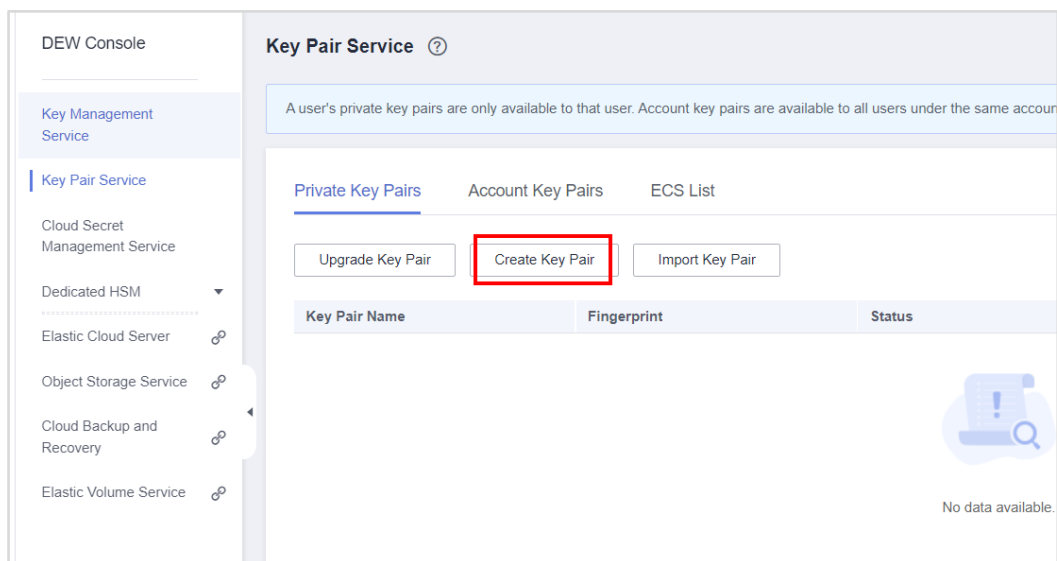 DEW Console
Key Management
Service
Key Pair Service
Cloud Secret
Management Service
Dedicated HSM
Elastic Cloud Server
Object Storage Service
Cloud Backup and
Recovery
Elastic Volume Service
Key Pair Service ?
A user's private key pairs are only available to that user. Account key pairs are available to all users under the same accoun
Private Key Pairs Account Key Pairs ECS List
Upgrade Key Pair Create Key Pair Import Key Pair
Key Pair Name Fingerprint Status
No data available.